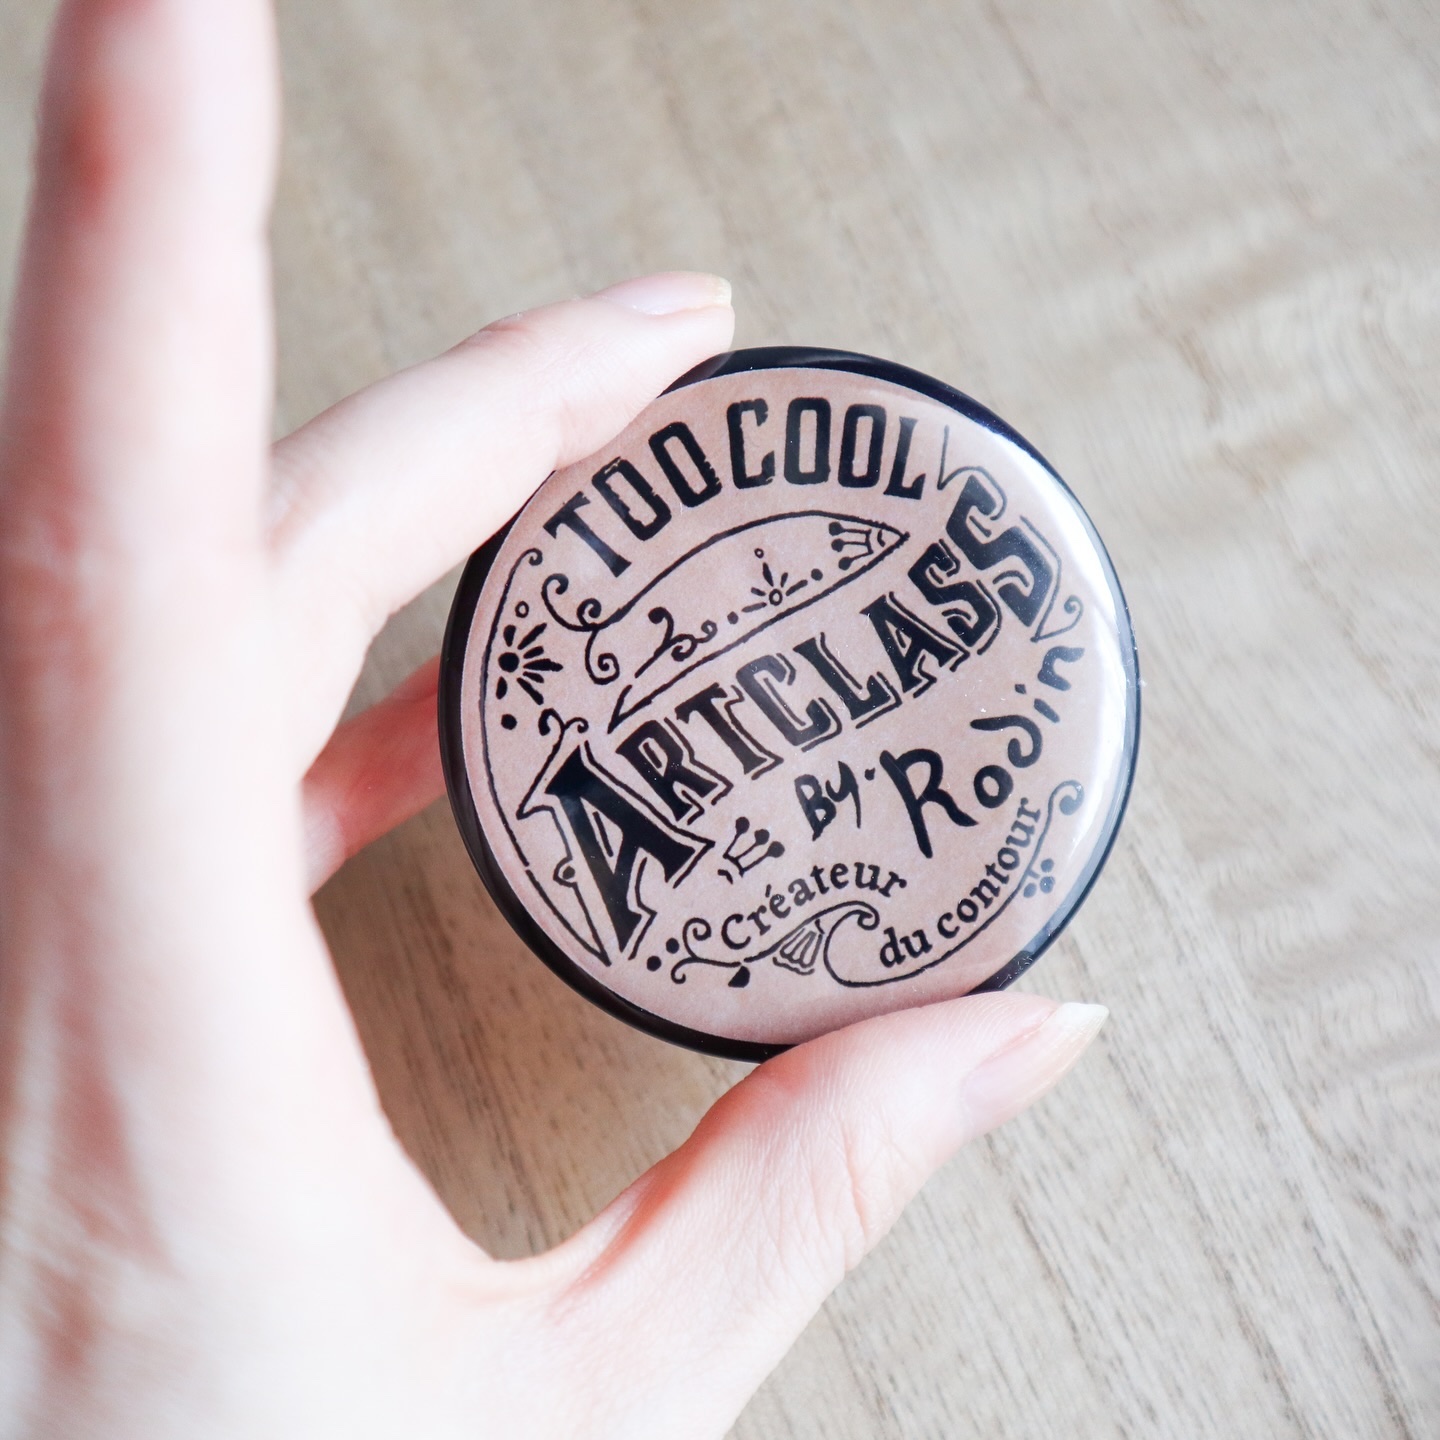 TOO COOL
ARTCLASS
By. Rodin
Créateur
du contour